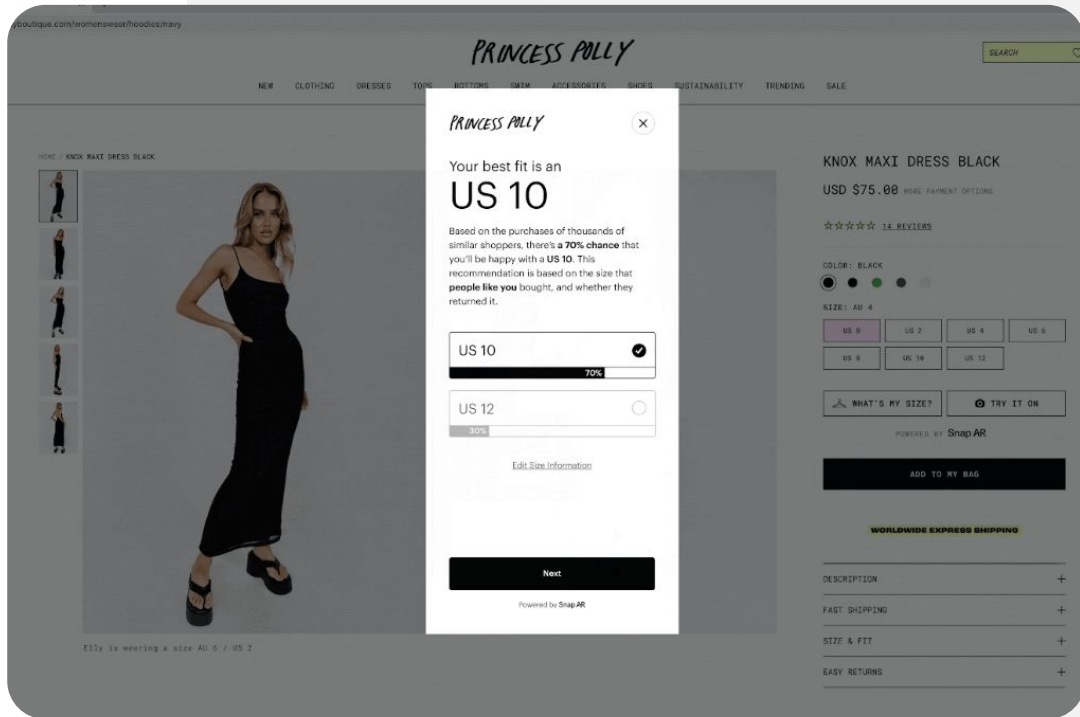 yboutique.com/womenswear/hoodies/navy
PRINCESS POLLY
SEARCH
NEW CLOTHING DRESSES TOPS BOTTOMS SWIM ACCESSORIES SHOES SUSTAINABILITY TRENDING SALE
HOME / KNOX MAXI DRESS BLACK
PRINCESS POLLY
Your best fit is an
US 10
Based on the purchases of thousands of
similar shoppers, there's a 70% chance that
you'll be happy with a US 10. This
recommendation is based on the size that
people like you bought, and whether they
returned it.
US 10
70%
US 12
30%
Edit Size Information
Next
Powered by Snap AR
KNOX MAXI DRESS BLACK
USD $75.00 MORE PAYMENT OPTIONS
14 REVIEWS
COLOR: BLACK
SIZE: AU 4
US 0 US 2 US 4 US 6
US 8 US 10 US 12
WHAT'S MY SIZE? TRY IT ON
POWERED BY Snap AR
ADD TO MY BAG
WORLDWIDE EXPRESS SHIPPING
DESCRIPTION
FAST SHIPPING
SIZE & FIT
EASY RETURNS
Elly is wearing a size AU 6 / US 2